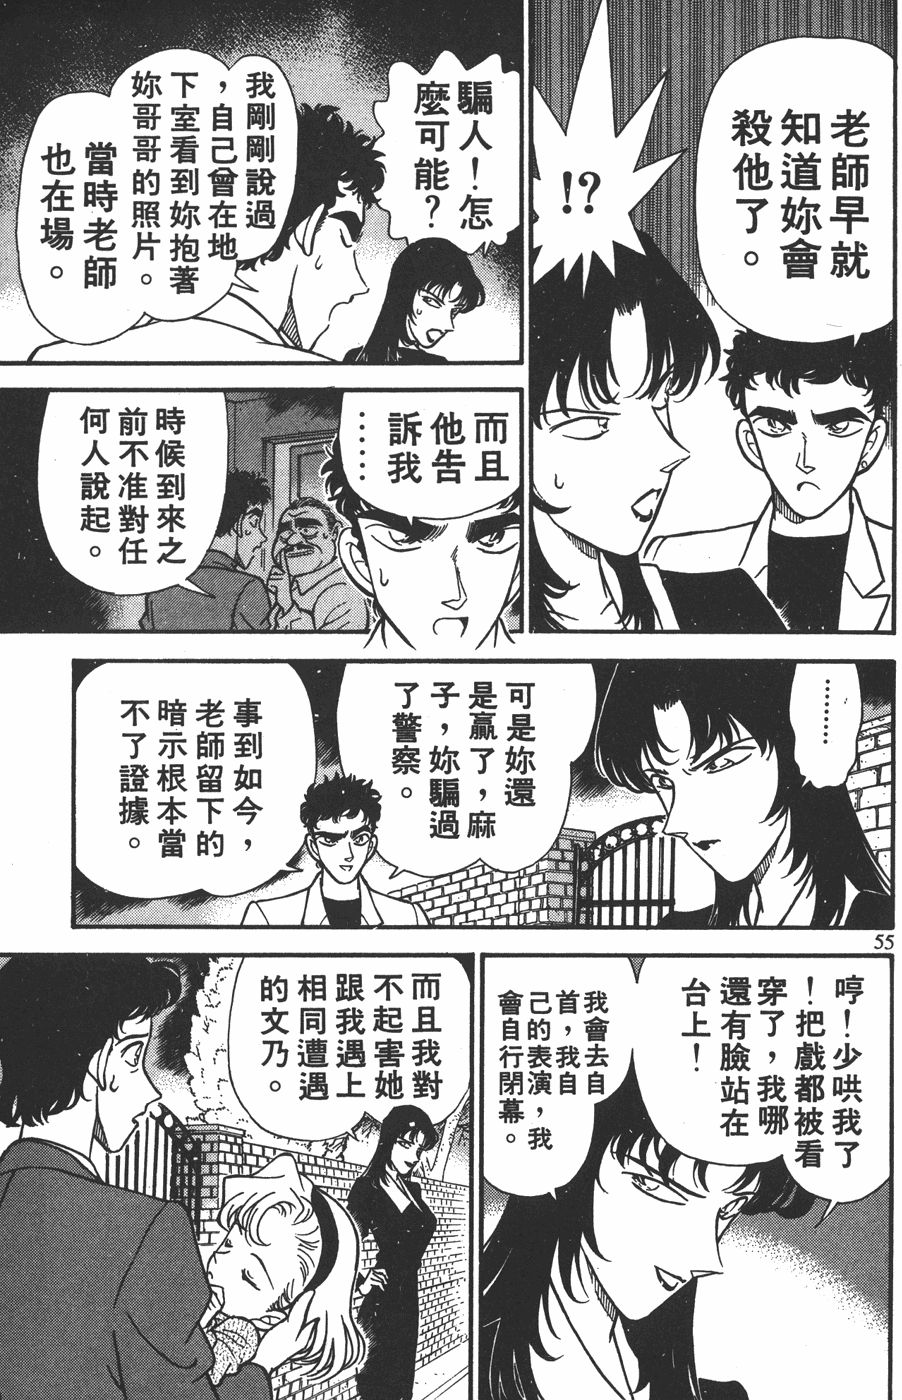 老師早就
知道妳會
殺他了。
!?
騙人！怎
麼可能？
我剛剛說過
，自己曾在地
下室看到妳抱著
妳哥哥的照片。
當時老師
也在場。
而且
他告
訴我
……
時候到來之
前不准對任
何人說起。
……
可是妳還
是贏了，麻
子，妳騙過
了警察。
事到如今，
老師留下的
暗示根本當
不了證據。
55
哼！少哄我了
！把戲都被看
穿了，我哪
還有臉站在
台上！
我會去自
首，我自
己的表演，我
會自行閉幕。
而且我對
不起害她
跟我遇上
相同遭遇
的文乃。